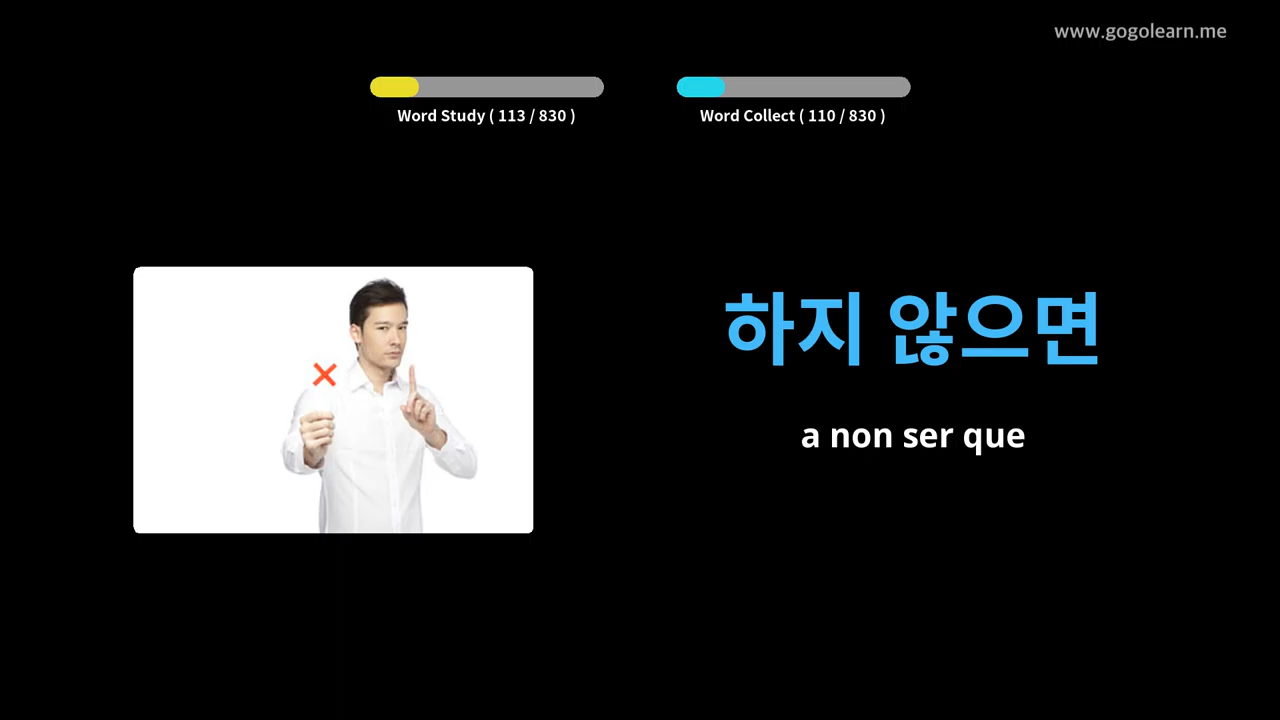 www.gogolearn.me
Word Study ( 113 / 830 )
Word Collect ( 110 / 830 )
하지 않으면
a non ser que